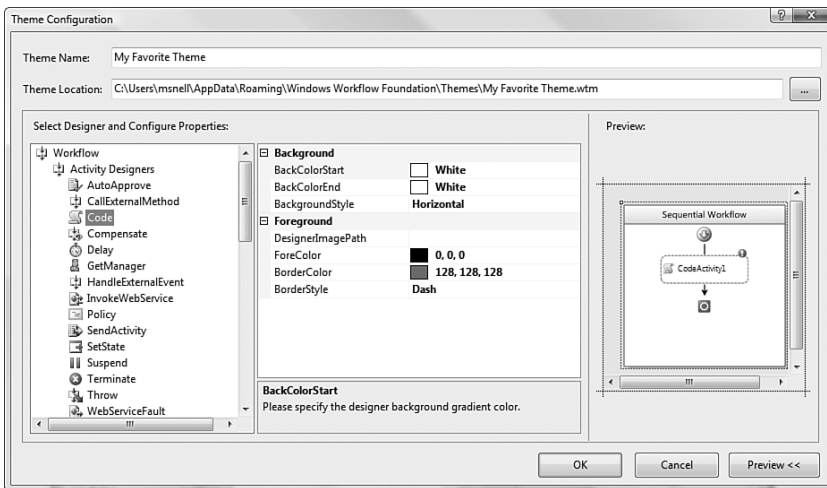 Theme Configuration
Theme Name: My Favorite Theme
Theme Location: C:\Users\msnell\AppData\Roaming\Windows Workflow Foundation\Themes\My Favorite Theme.wtm ...
Select Designer and Configure Properties:
Workflow
Activity Designers
AutoApprove
CallExternalMethod
Code
Compensate
Delay
GetManager
HandleExternalEvent
InvokeWebService
Policy
SendActivity
SetState
Suspend
Terminate
Throw
WebServiceFault
Background
BackColorStart White
BackColorEnd White
BackgroundStyle Horizontal
Foreground
DesignerImagePath
ForeColor 0, 0, 0
BorderColor 128, 128, 128
BorderStyle Dash
BackColorStart
Please specify the designer background gradient color.
Preview:
Sequential Workflow
CodeActivity1
OK
Cancel
Preview <<